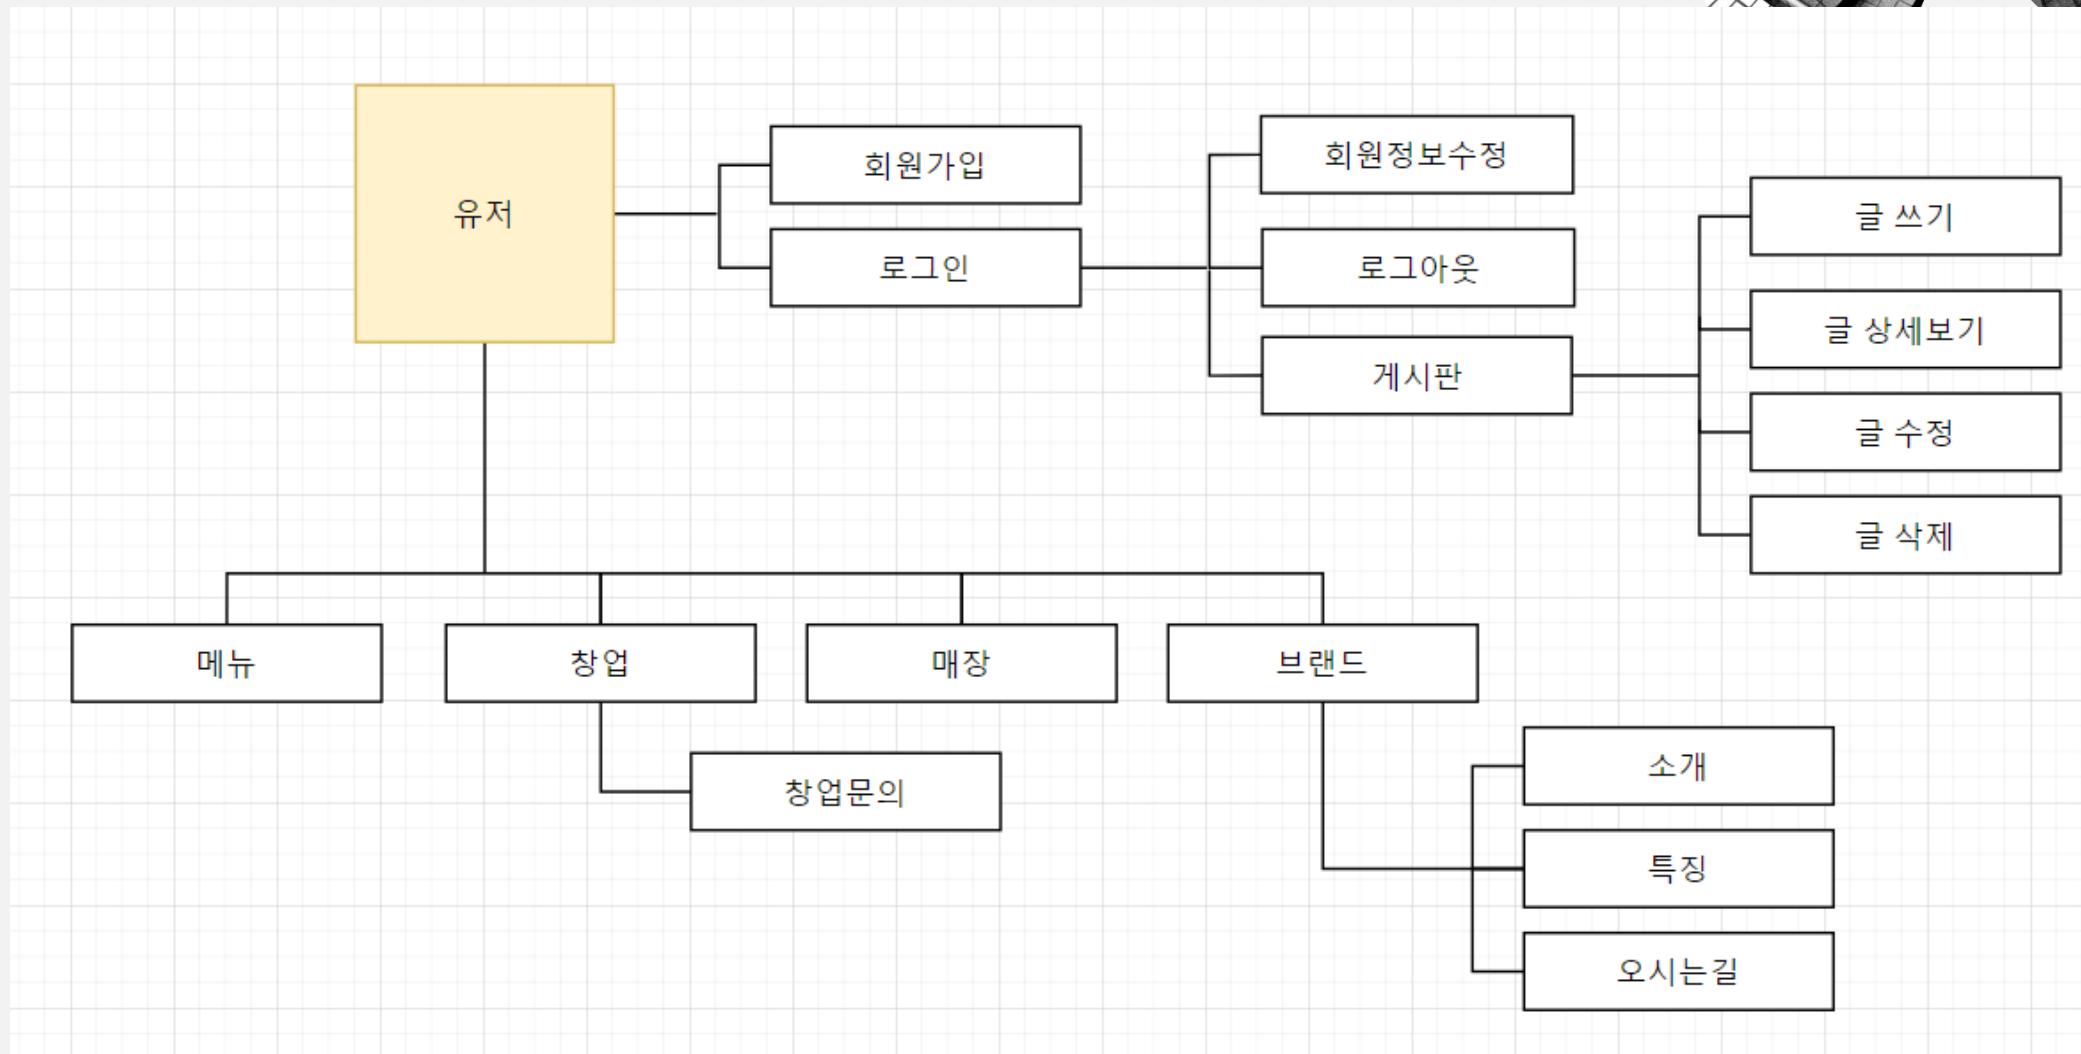 유저
회원가입
로그인
회원정보수정
로그아웃
게시판
글 쓰기
글 상세보기
글 수정
글 삭제
메뉴
창업
매장
브랜드
창업문의
소개
특징
오시는길